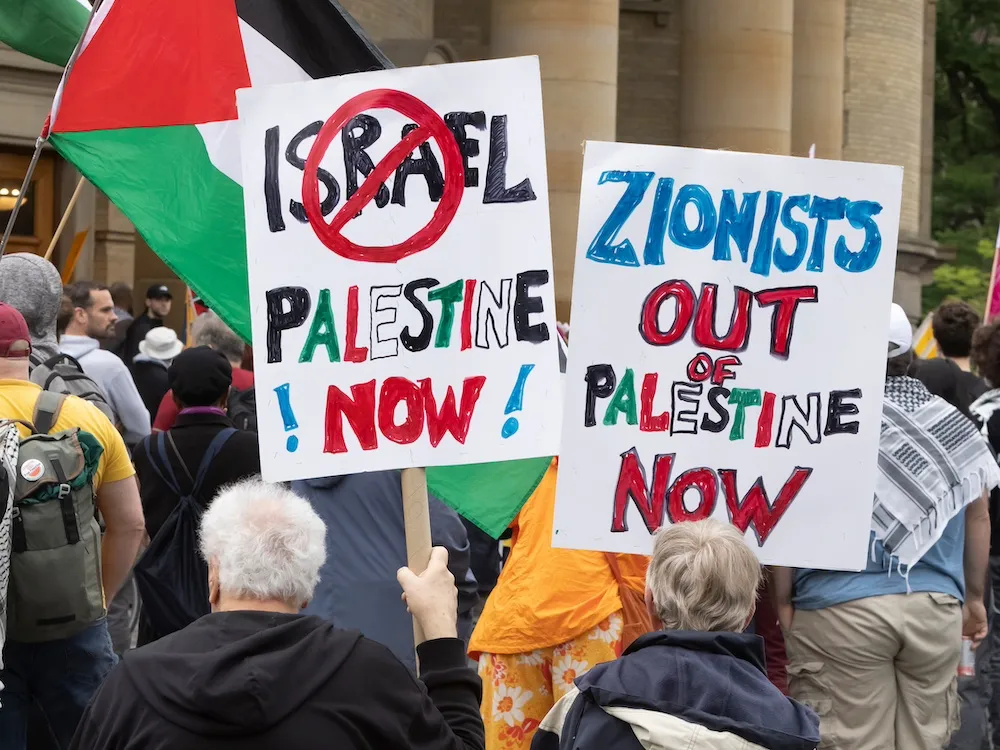 ISRAEL
PALESTINE
! NOW !
ZIONISTS
OUT
OF
PALESTINE
NOW